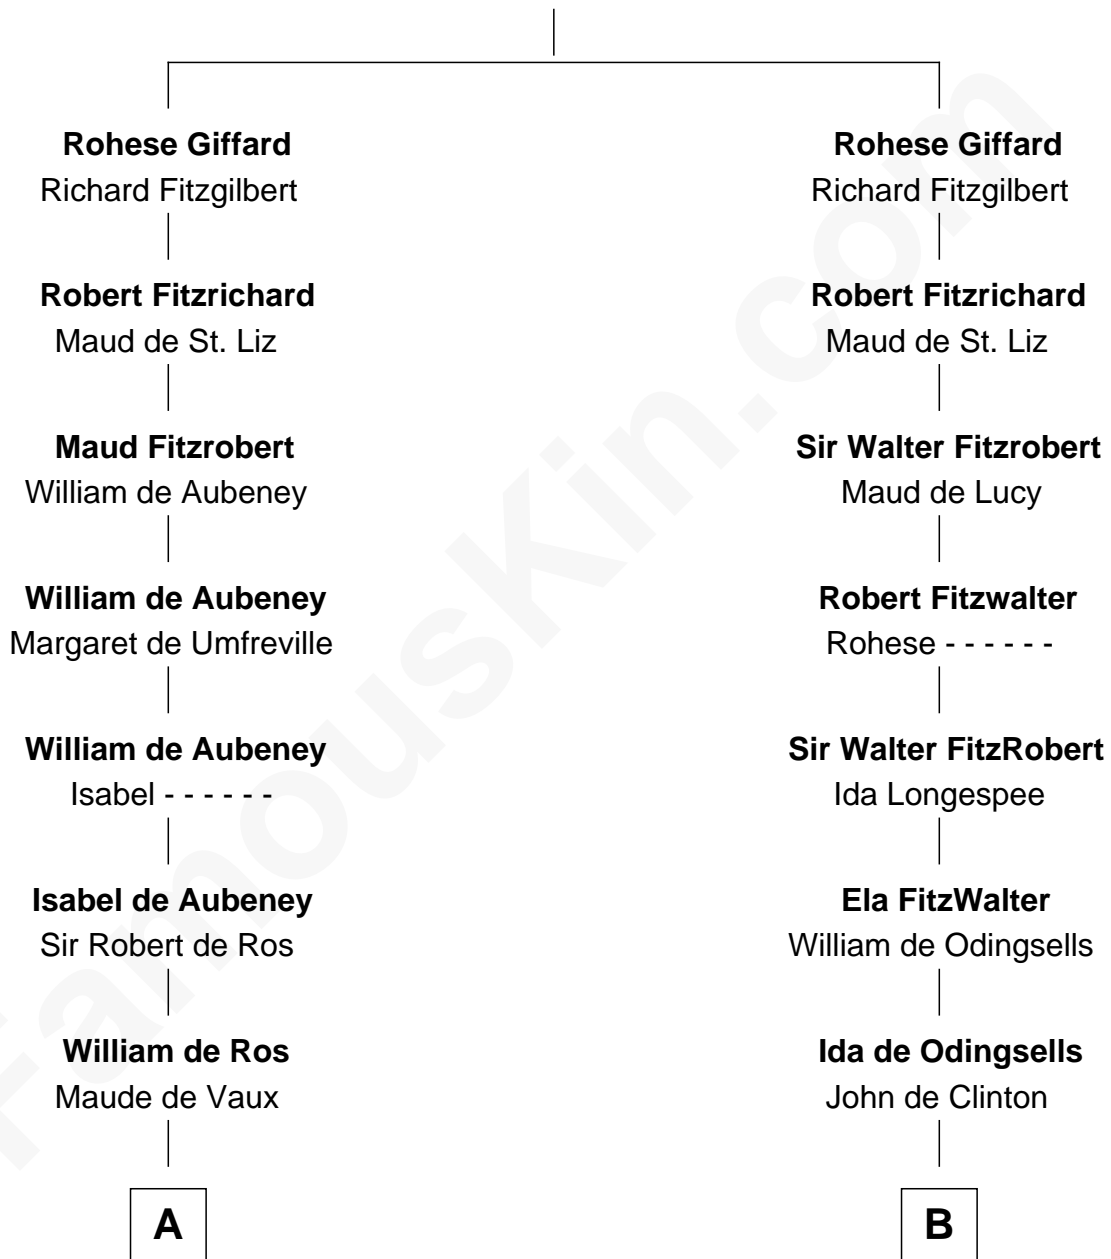 Rohese Giffard
Richard Fitzgilbert
Robert Fitzrichard
Maud de St. Liz
Maud Fitzrobert
William de Aubeney
William de Aubeney
Margaret de Umfreville
William de Aubeney
Isabel - - - - - -
Isabel de Aubeney
Sir Robert de Ros
William de Ros
Maude de Vaux
A
Rohese Giffard
Richard Fitzgilbert
Robert Fitzrichard
Maud de St. Liz
Sir Walter Fitzrobert
Maud de Lucy
Robert Fitzwalter
Rohese - - - - - -
Sir Walter FitzRobert
Ida Longespee
Ela FitzWalter
William de Odingsells
Ida de Odingsells
John de Clinton
B
FamousKin.com